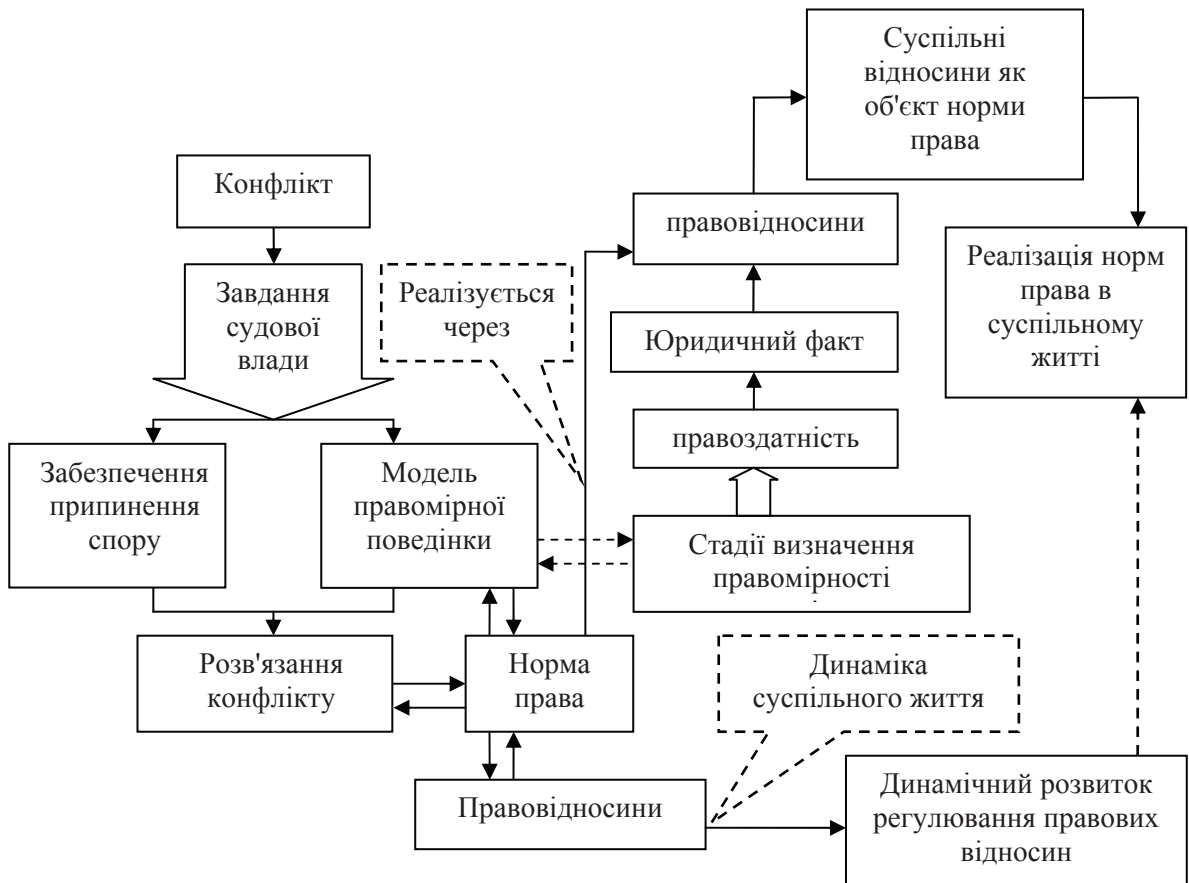 Суспільні
відносини як
об'єкт норми
права
Конфлікт
правовідносини
Реалізація норм
права в
суспільному
житті
Завдання
судової
влади
Реалізується
через
Юридичний факт
правоздатність
Забезпечення
припинення
спору
Модель
правомірної
поведінки
Стадії визначення
правомірності
Розв'язання
конфлікту
Норма
права
Динаміка
суспільного життя
Правовідносини
Динамічний розвиток
регулювання правових
відносин